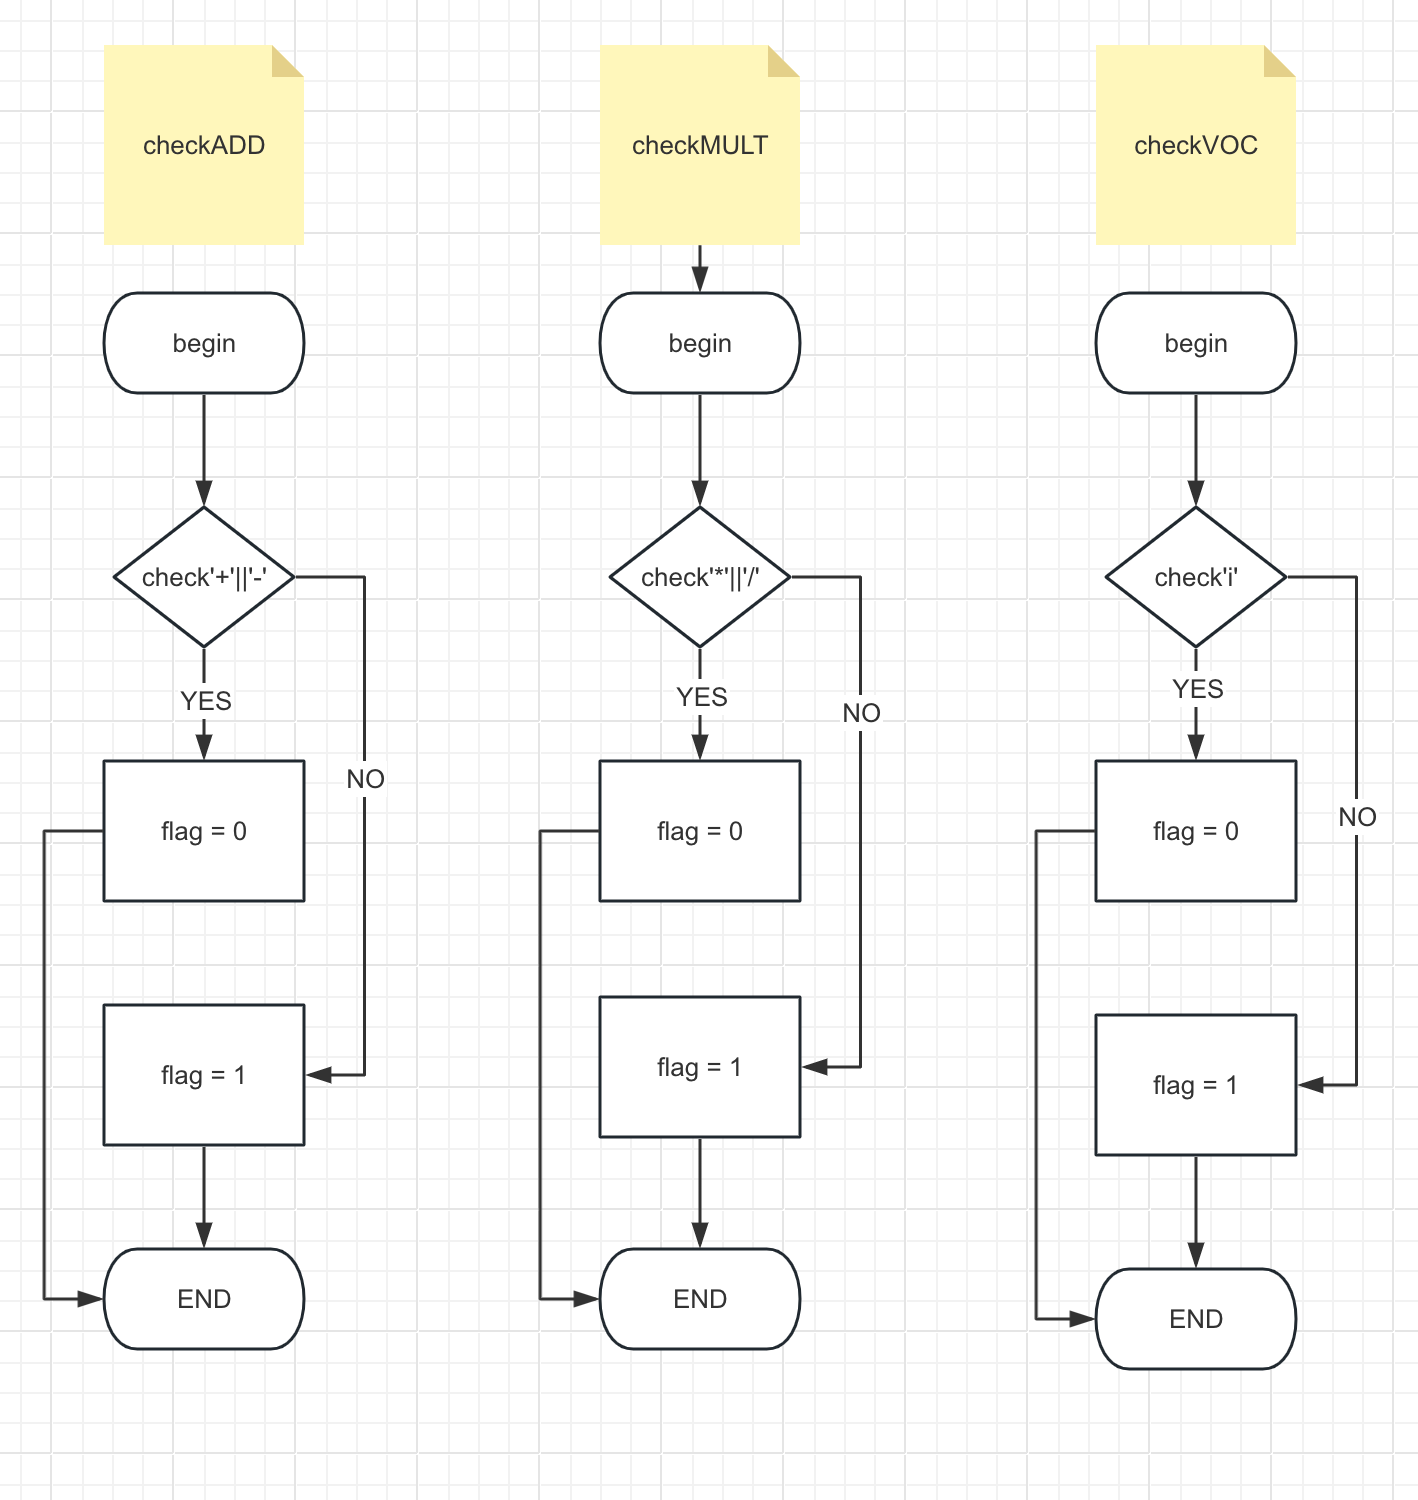 checkADD
begin
check'+'||'-'
YES
NO
flag = 0
flag = 1
END
checkMULT
begin
check'*'||'/'
YES
NO
flag = 0
flag = 1
END
checkVOC
begin
check'i'
YES
NO
flag = 0
flag = 1
END